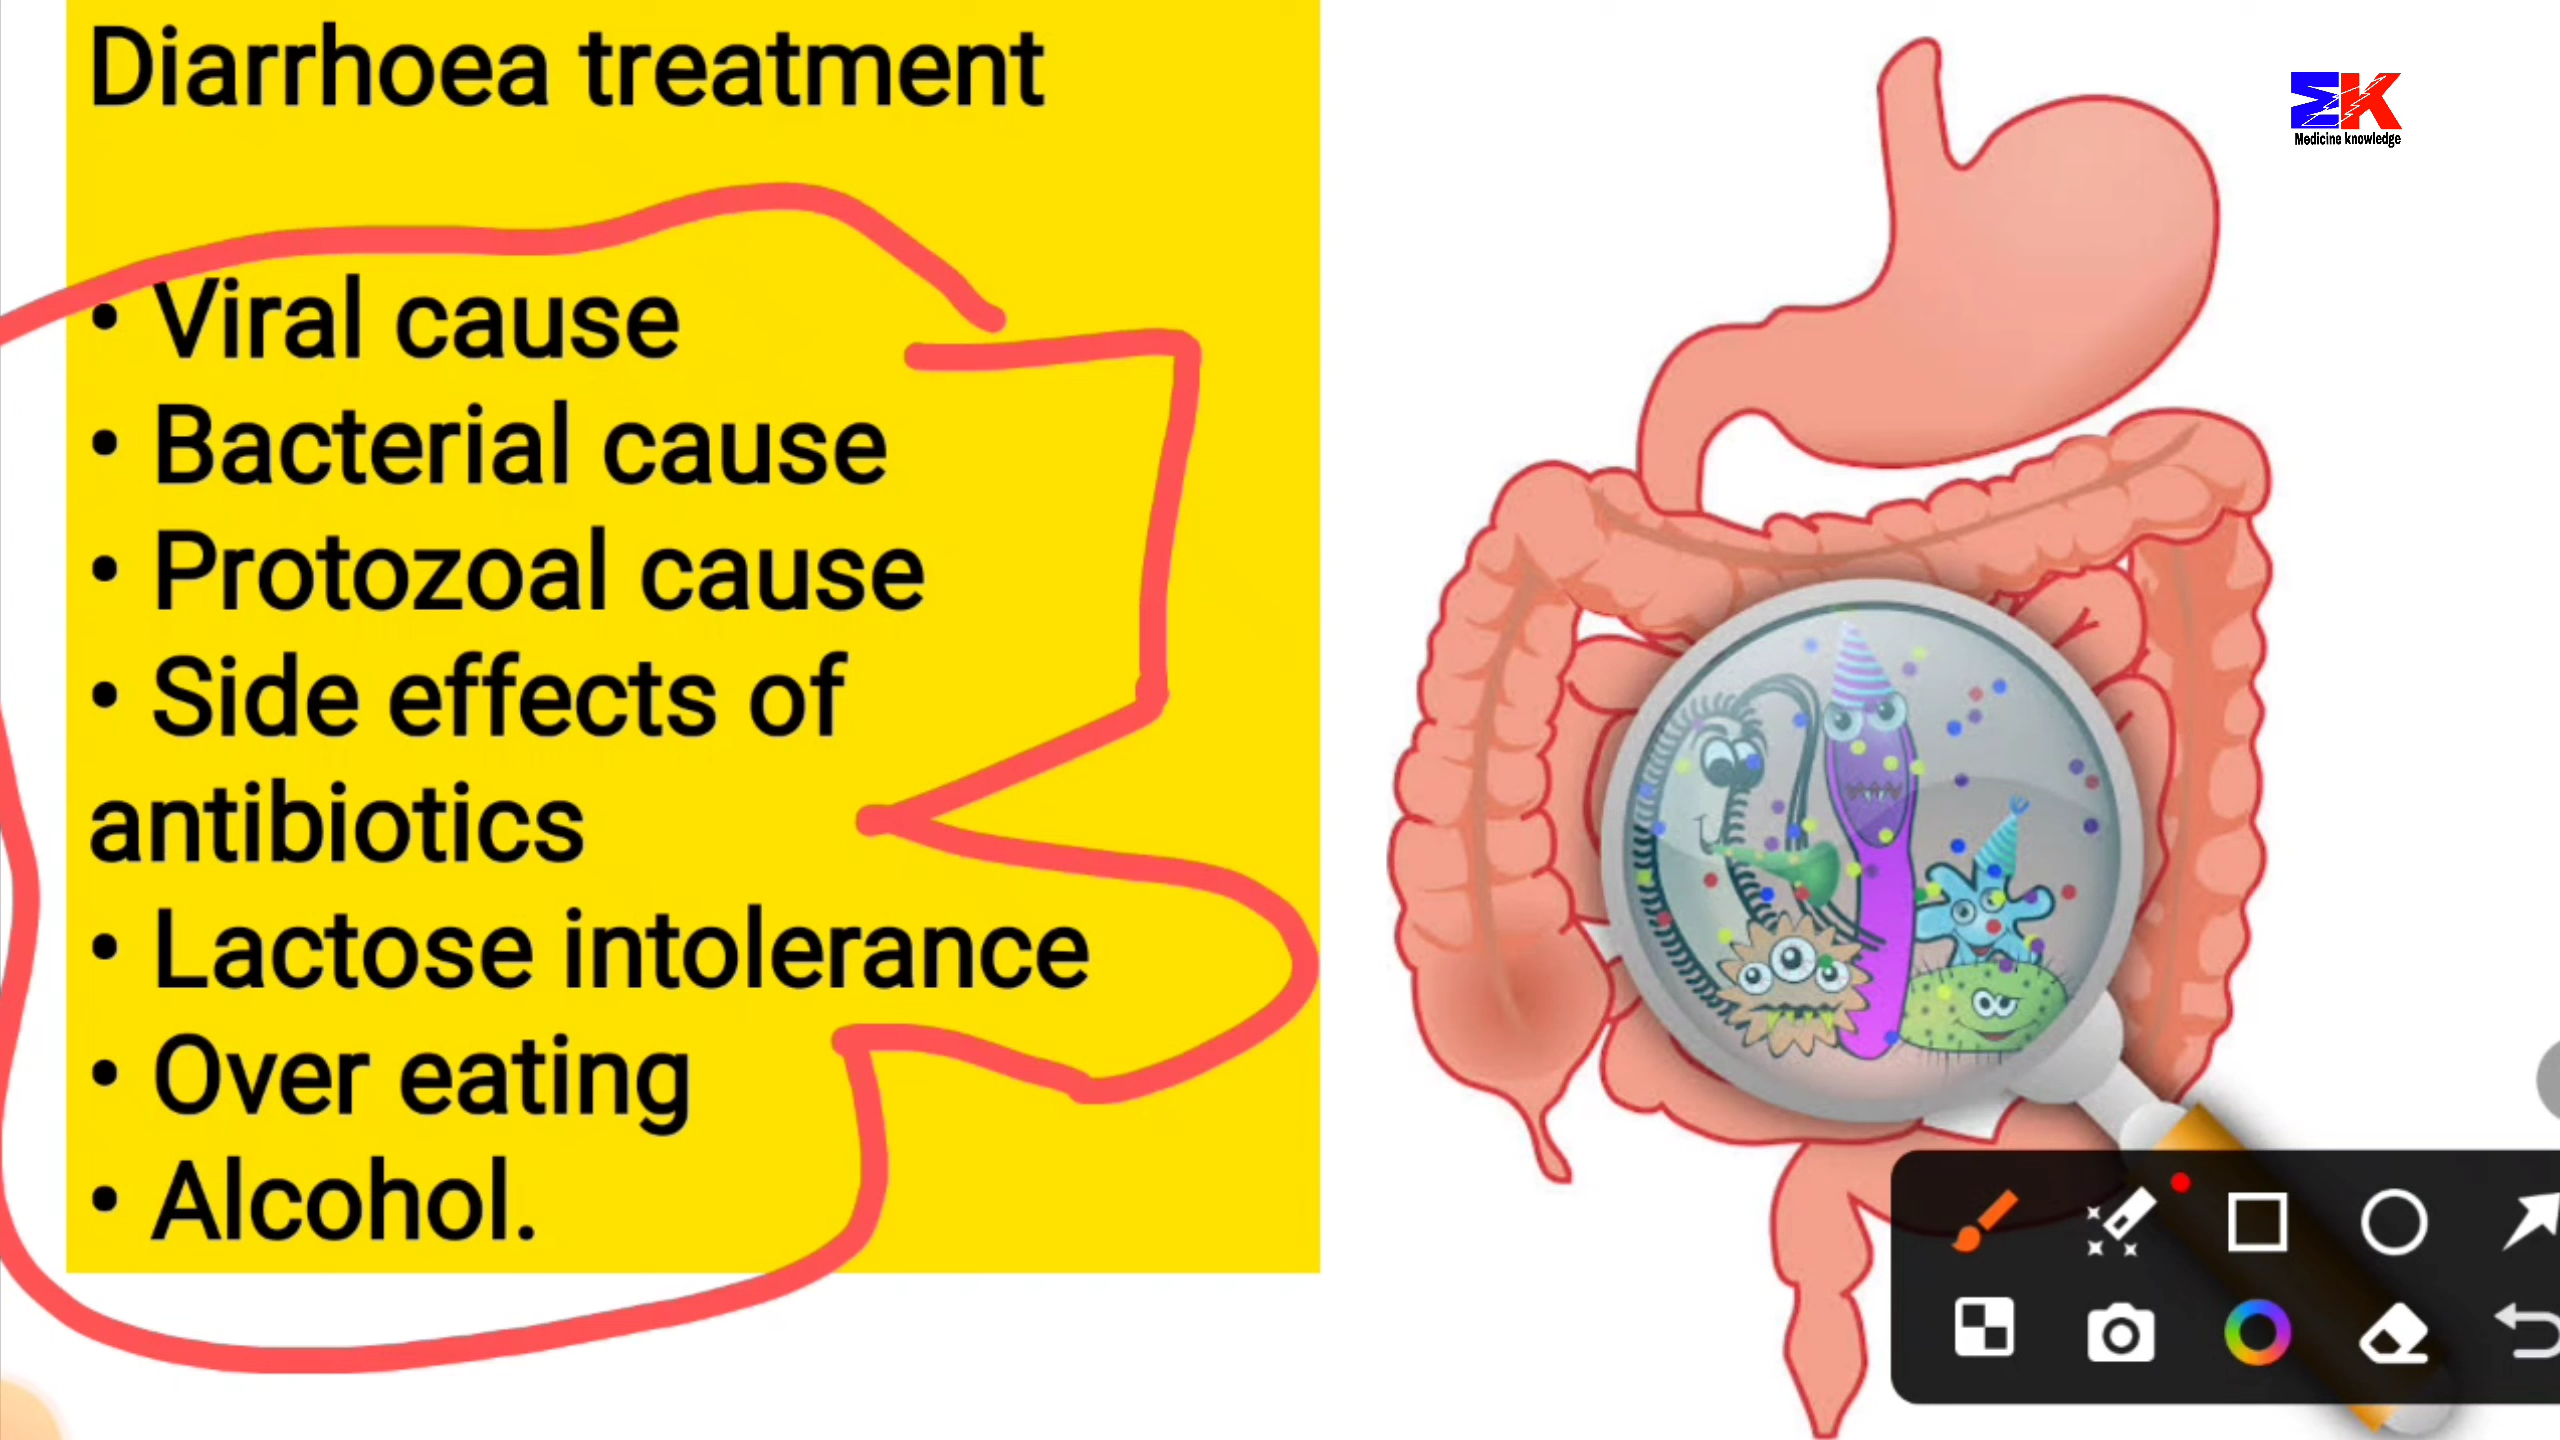 Diarrhoea treatment
• Viral cause
• Bacterial cause
• Protozoal cause
• Side effects of
antibiotics
• Lactose intolerance
• Over eating
• Alcohol.
MK
Medicine knowledge